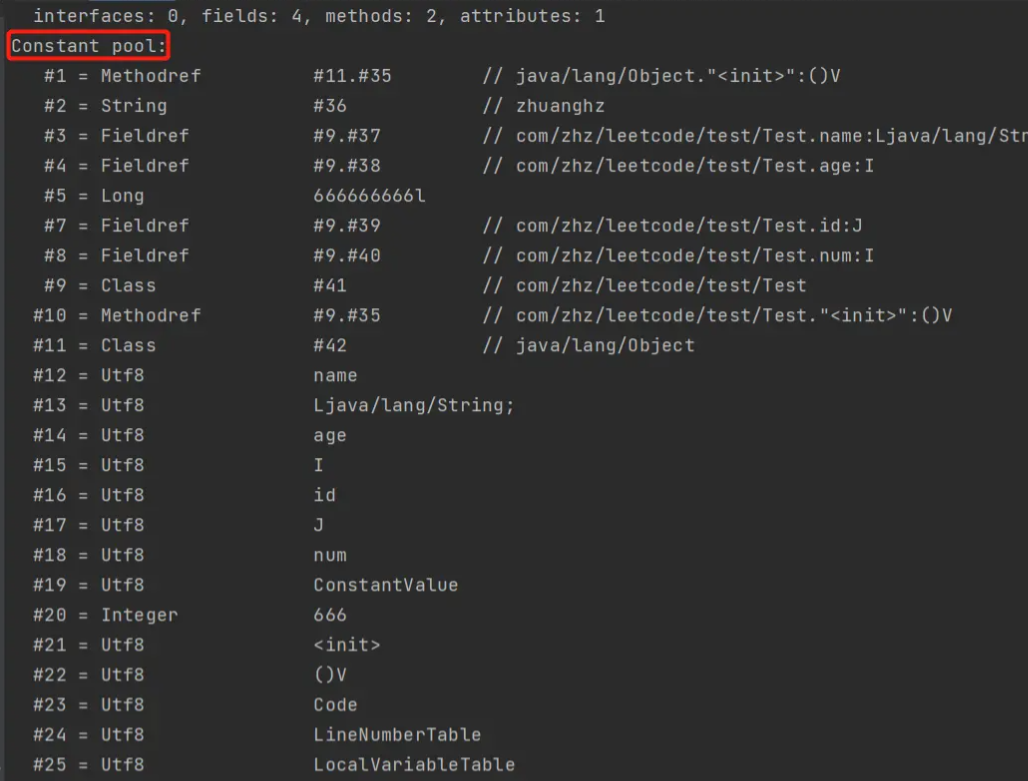 interfaces: 0, fields: 4, methods: 2, attributes: 1
Constant pool:
#1 = Methodref #11.#35 // java/lang/Object."<init>":()V
#2 = String #36 // zhuanghz
#3 = Fieldref #9.#37 // com/zhz/leetcode/test/Test.name:Ljava/lang/Str
#4 = Fieldref #9.#38 // com/zhz/leetcode/test/Test.age:I
#5 = Long 666666666l
#7 = Fieldref #9.#39 // com/zhz/leetcode/test/Test.id:J
#8 = Fieldref #9.#40 // com/zhz/leetcode/test/Test.num:I
#9 = Class #41 // com/zhz/leetcode/test/Test
#10 = Methodref #9.#35 // com/zhz/leetcode/test/Test."<init>":()V
#11 = Class #42 // java/lang/Object
#12 = Utf8 name
#13 = Utf8 Ljava/lang/String;
#14 = Utf8 age
#15 = Utf8 I
#16 = Utf8 id
#17 = Utf8 J
#18 = Utf8 num
#19 = Utf8 ConstantValue
#20 = Integer 666
#21 = Utf8 <init>
#22 = Utf8 ()V
#23 = Utf8 Code
#24 = Utf8 LineNumberTable
#25 = Utf8 LocalVariableTable